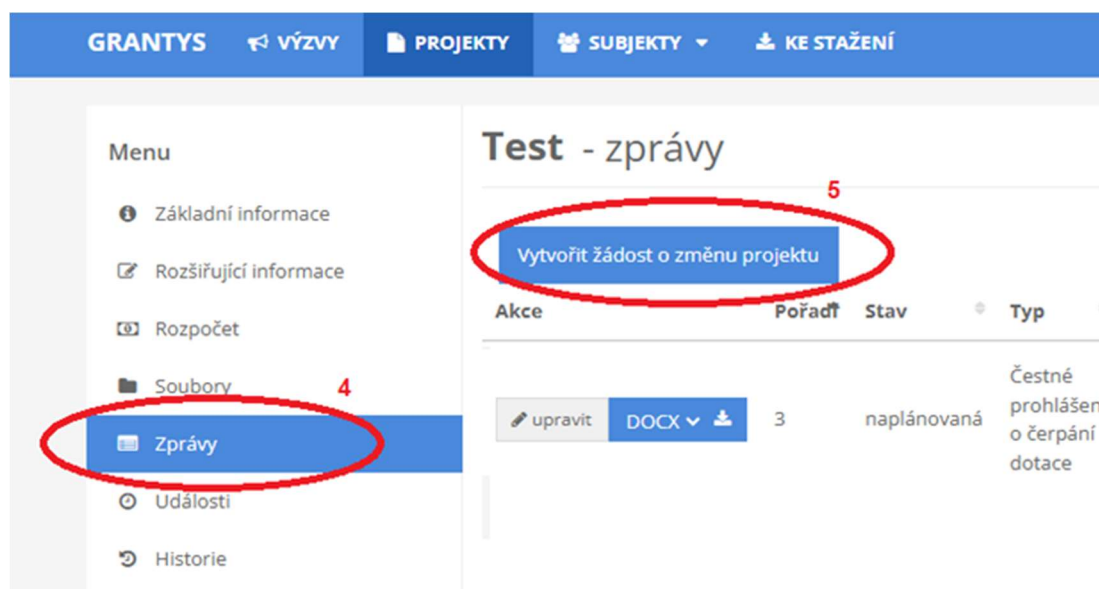 GRANTYS VÝZVY PROJEKTY SUBJEKTY KE STAŽENÍ
Menu
Základní informace
Rozšiřující informace
Rozpočet
Soubory
4
Zprávy
Události
Historie
Test - zprávy
5
Vytvořit žádost o změnu projektu
Akce Pořadí Stav Typ
upravit DOCX 3 naplánovaná
Čestné
prohlášen
o čerpání
dotace